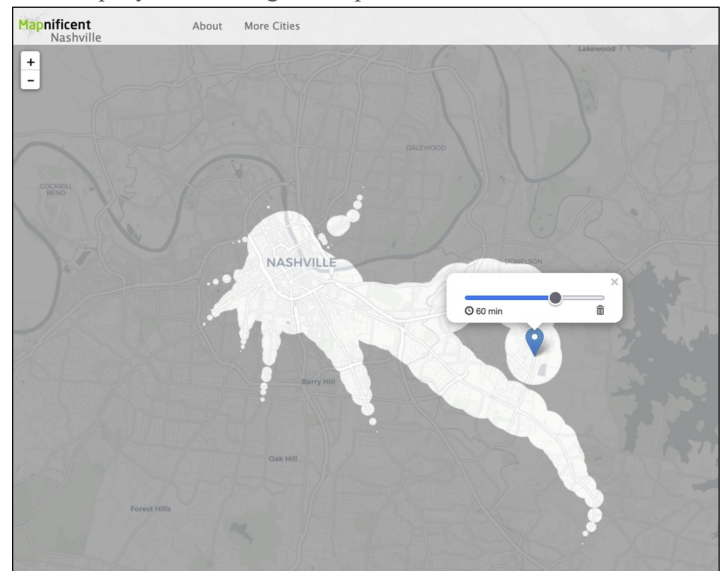 Mapnificent
Nashville
About
More Cities
+
−
Lakewood
DALEWOOD
COCKRILL
BEND
NASHVILLE
DONELSON
×
60 min
Berry Hill
Oak Hill
Forest Hills